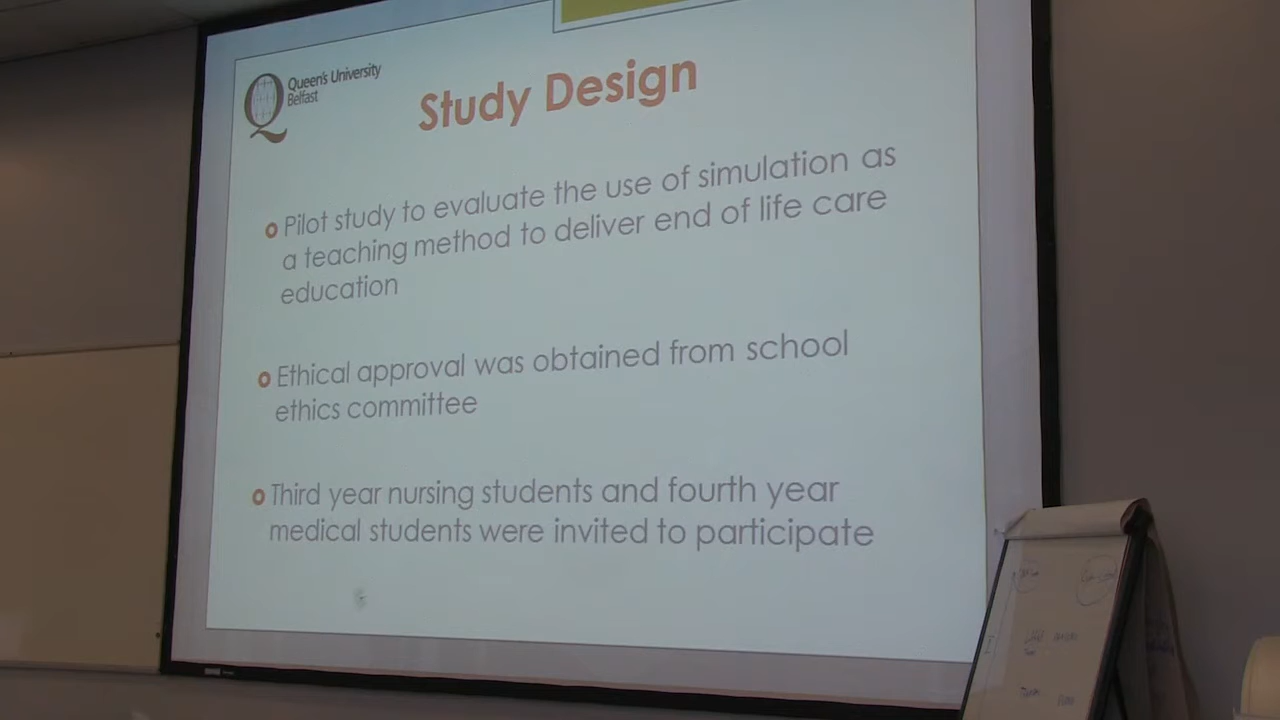 Queen's University
Belfast
Study Design
Pilot study to evaluate the use of simulation as
a teaching method to deliver end of life care
education
Ethical approval was obtained from school
ethics committee
Third year nursing students and fourth year
medical students were invited to participate